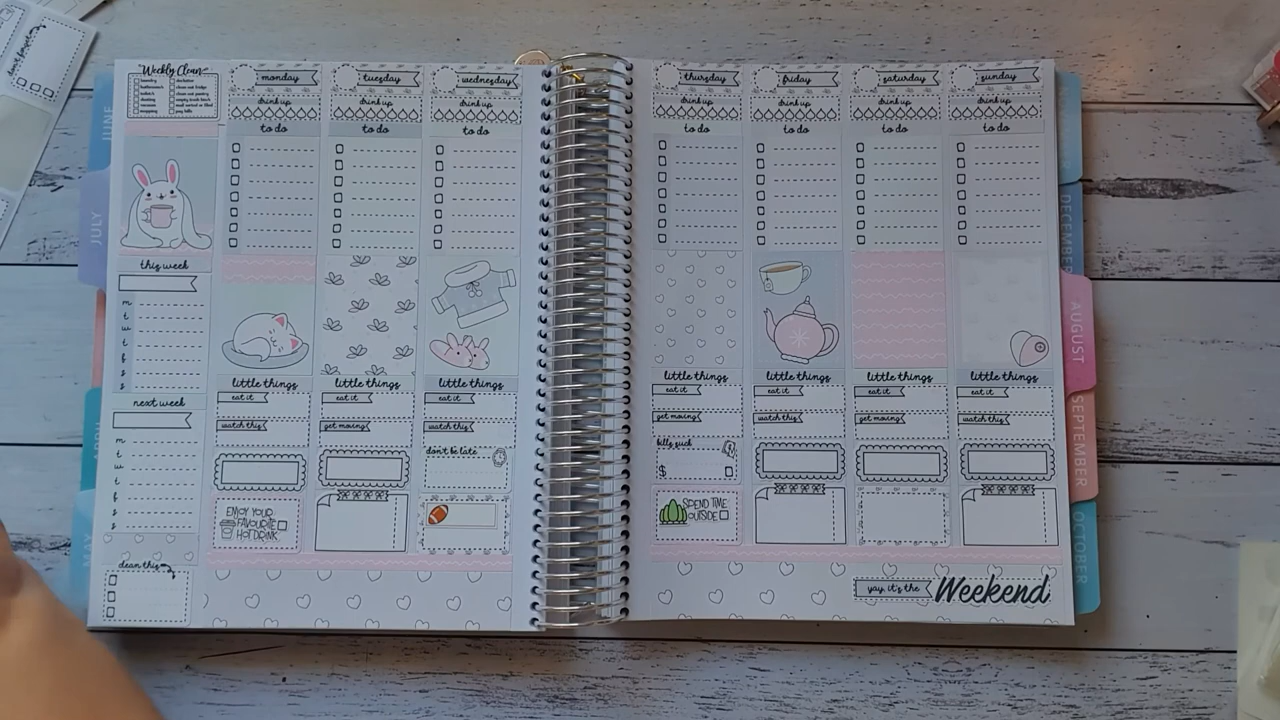 Weekly Clean
monday
tuesday
wednesday
thursday
friday
saturday
sunday
drink up
drink up
drink up
drink up
drink up
drink up
drink up
to do
to do
to do
to do
to do
to do
to do
this week
m
t
w
t
f
s
s
next week
m
t
w
t
f
s
s
clean this
little things
little things
little things
little things
little things
little things
little things
eat it
eat it
eat it
eat it
eat it
eat it
eat it
watch this
get moving
watch this
get moving
watch this
get moving
watch this
don't be late
bills suck
$
ENJOY YOUR
FAVOURITE
HOT DRINK
SPEND TIME
OUTSIDE
yay, it's the Weekend
JUNE
JULY
APRIL
MAY
DECEMBER
AUGUST
SEPTEMBER
OCTOBER